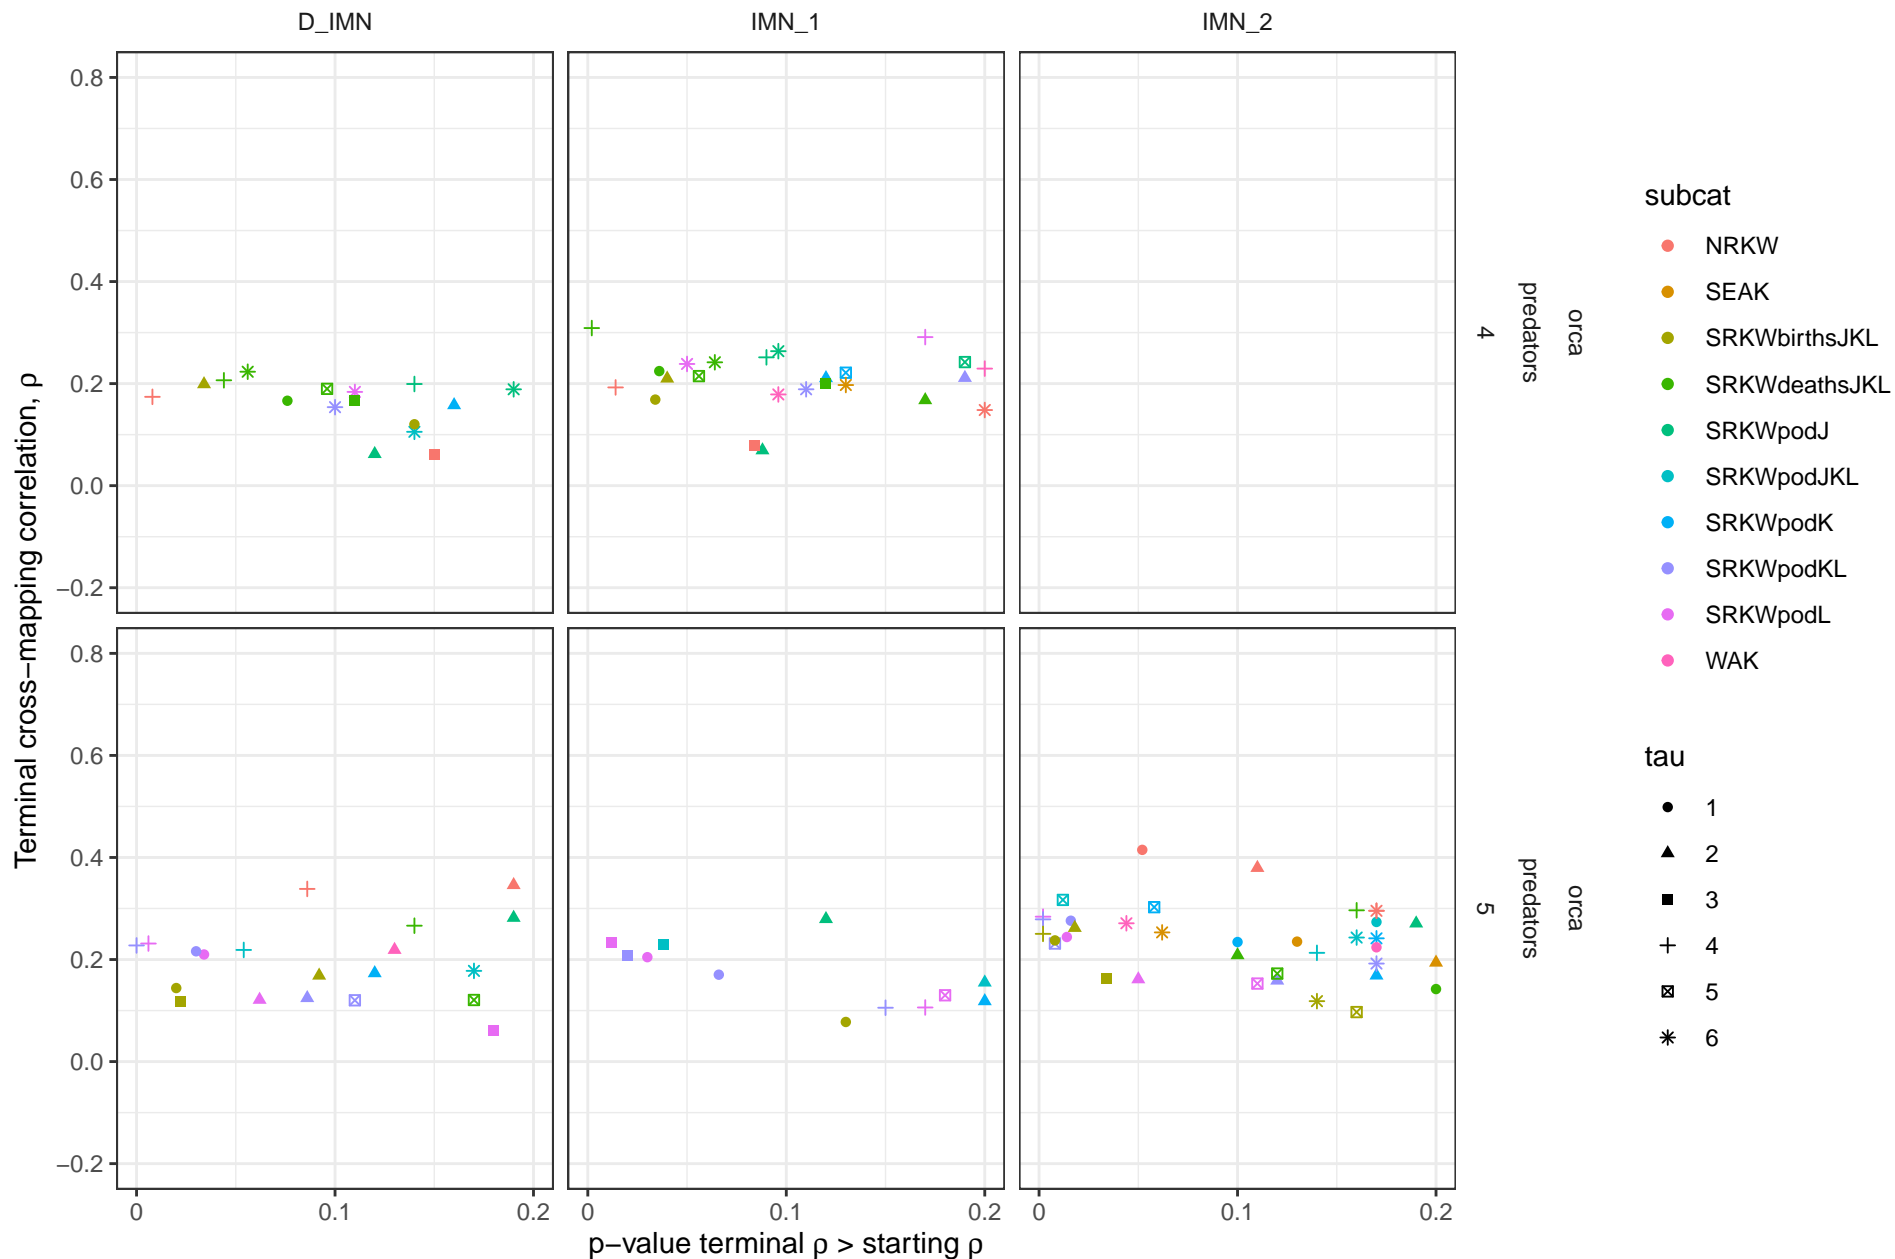 D_IMN
IMN_1
IMN_2
0.8
0.6
0.4
0.2
0.0
−0.2
4
predators
orca
0.8
0.6
0.4
0.2
0.0
−0.2
5
predators
orca
0
0.1
0.2
0
0.1
0.2
0
0.1
0.2
p−value terminal ρ > starting ρ
Terminal cross−mapping correlation, ρ
subcat
NRKW
SEAK
SRKWbirthsJKL
SRKWdeathsJKL
SRKWpodJ
SRKWpodJKL
SRKWpodK
SRKWpodKL
SRKWpodL
WAK
tau
1
2
3
4
5
6